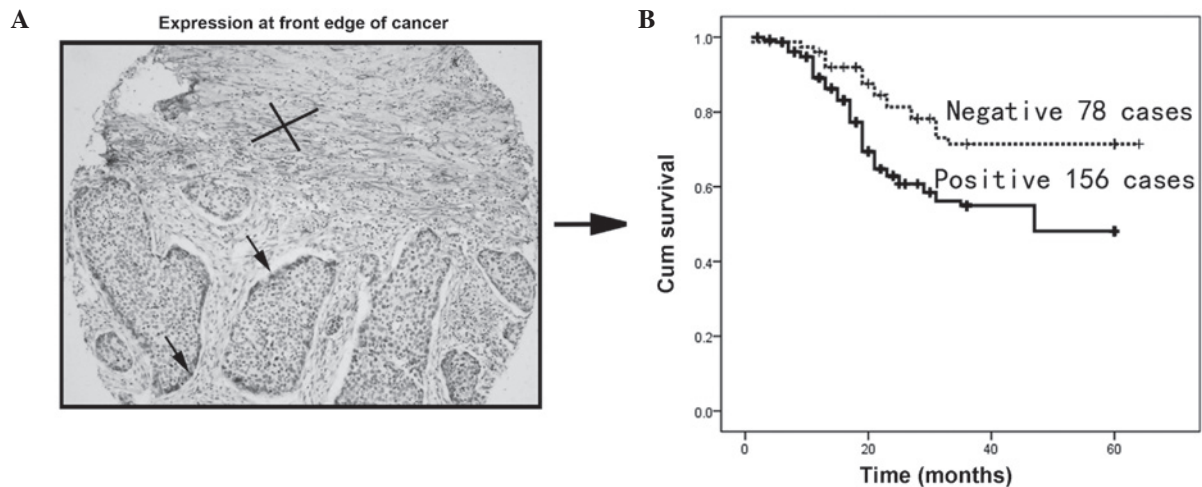 A
Expression at front edge of cancer
B
Cum survival
1.0
0.8
0.6
0.4
0.2
0.0
Negative 78 cases
Positive 156 cases
0 20 40 60
Time (months)